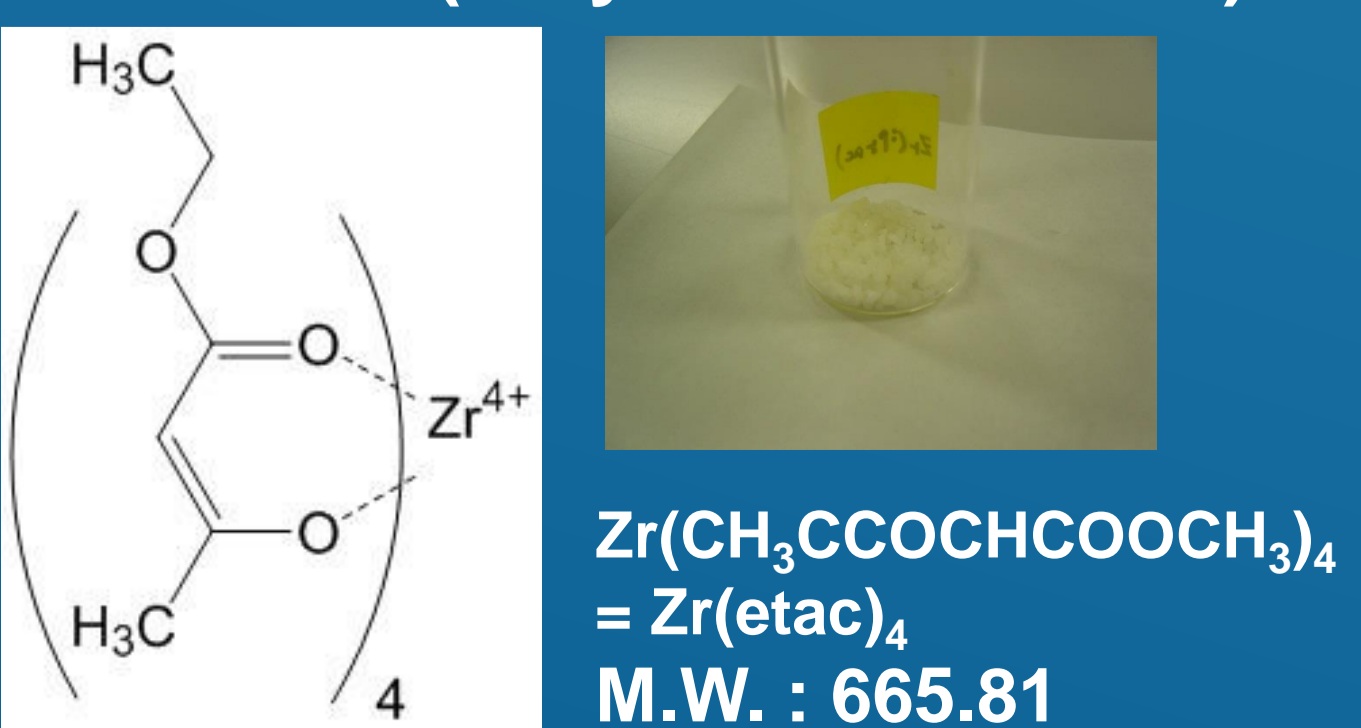 H₃C
O
O
Zr⁴⁺
O
H₃C
4
Zr(CH₃CCOCHCOOCH₃)₄
= Zr(etac)₄
M.W. : 665.81